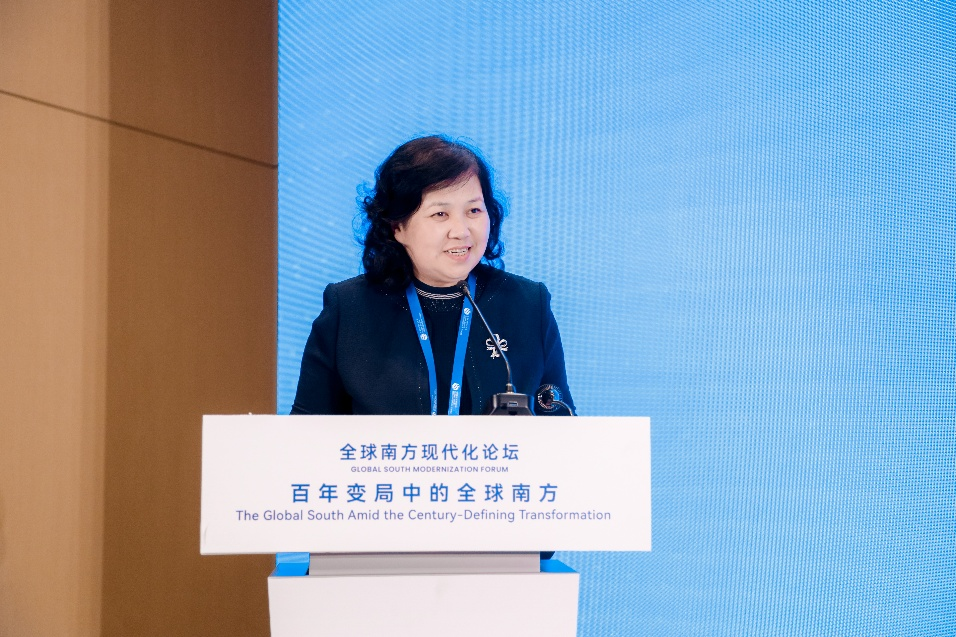 全球南方现代化论坛
GLOBAL SOUTH MODERNIZATION FORUM
百年变局中的全球南方
The Global South Amid the Century-Defining Transformation